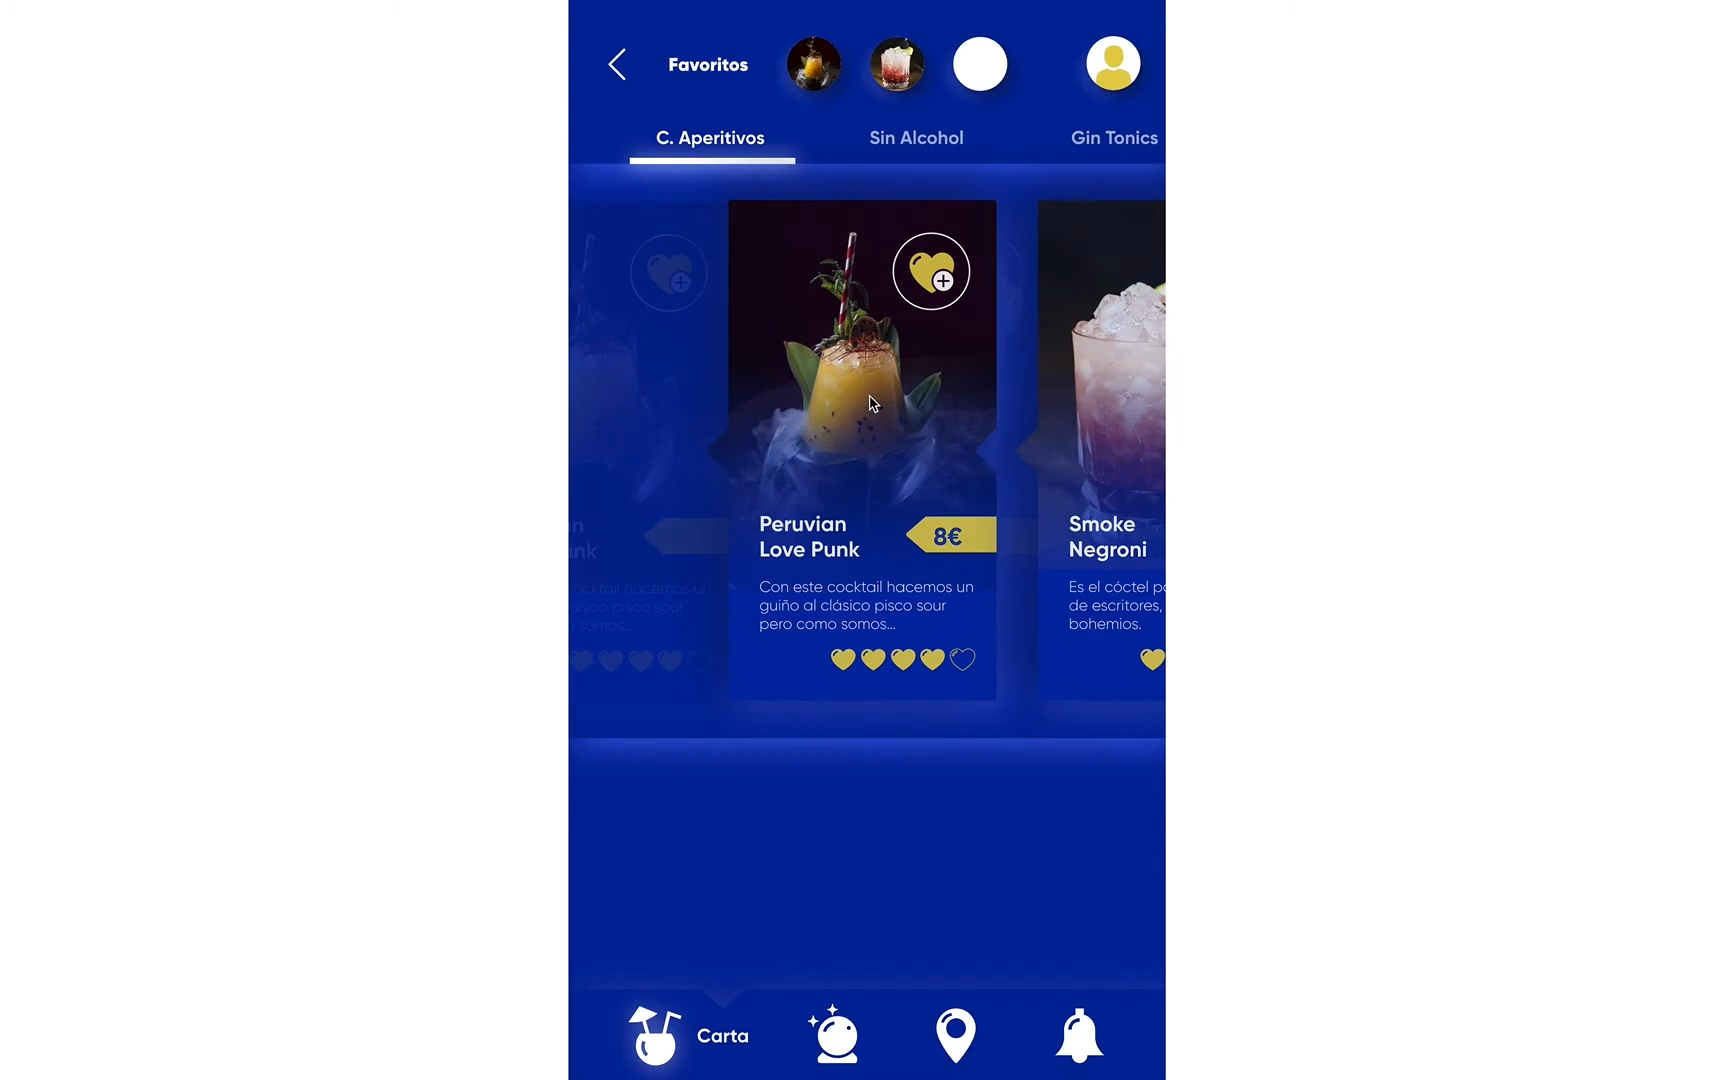 Favoritos
C. Aperitivos
Sin Alcohol
Gin Tonics
Peruvian
Love Punk
8€
Con este cocktail hacemos un
guiño al clásico pisco sour
pero como somos...
Smoke
Negroni
Es el cóctel
de escritores,
bohemios.
Carta